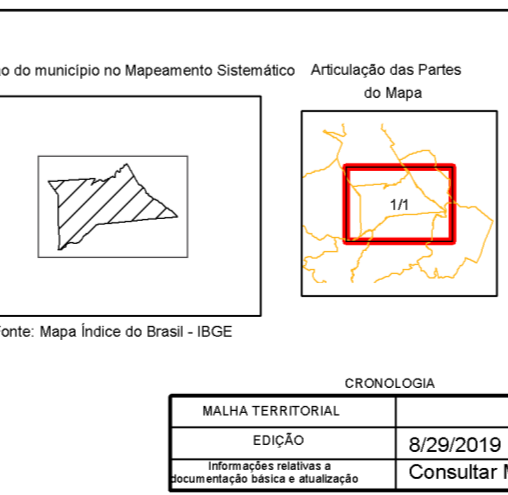 do município no Mapeamento Sistemático
Articulação das Partes
do Mapa
1/1
Fonte: Mapa Índice do Brasil - IBGE
CRONOLOGIA
MALHA TERRITORIAL
EDIÇÃO
8/29/2019
Informações relativas a
documentação básica e atualização
Consultar